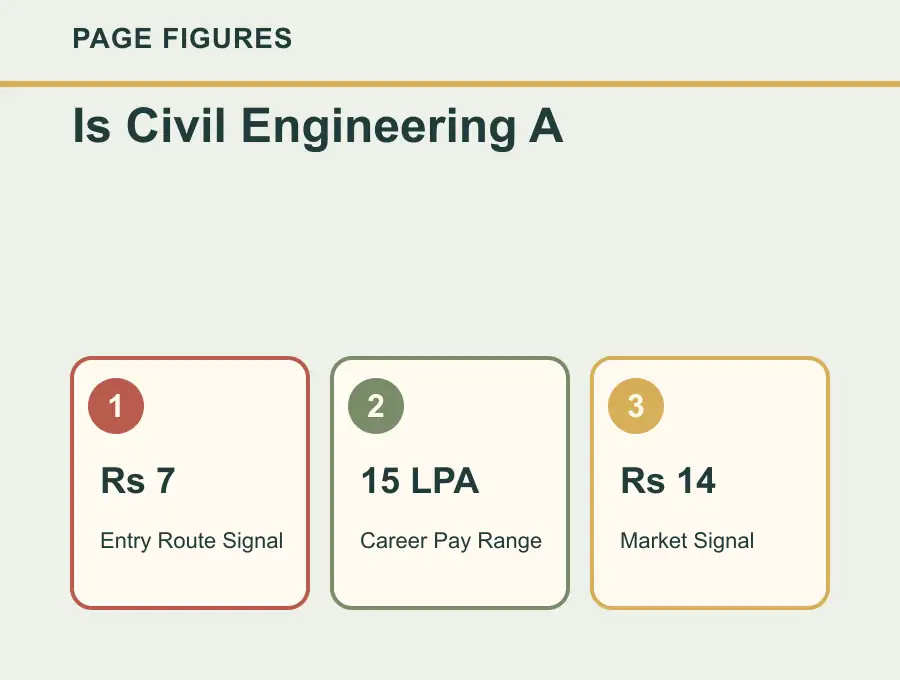 PAGE FIGURES
Is Civil Engineering A
1
Rs 7
Entry Route Signal
2
15 LPA
Career Pay Range
3
Rs 14
Market Signal